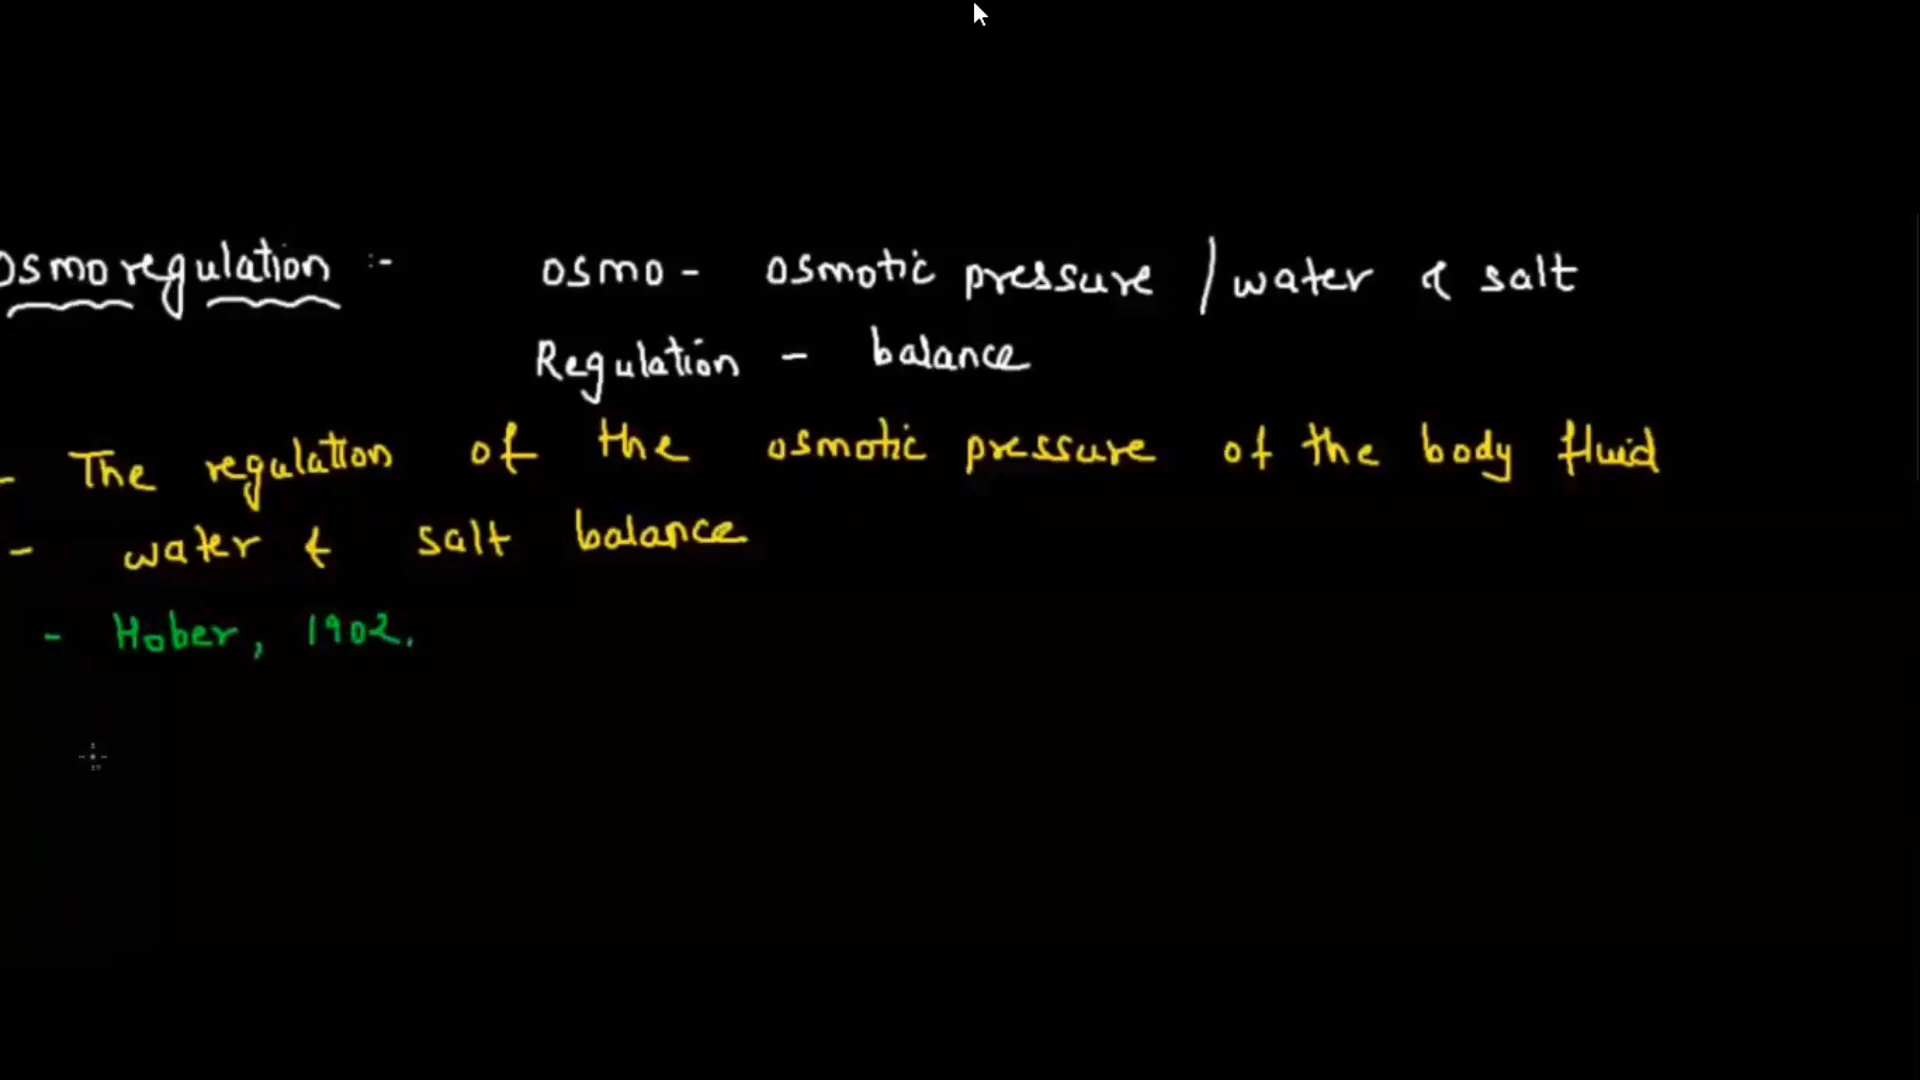 Osmoregulation :- osmo - osmotic pressure / water & salt
Regulation - balance
- The regulation of the osmotic pressure of the body fluid
- water & salt balance
- Hober, 1902.